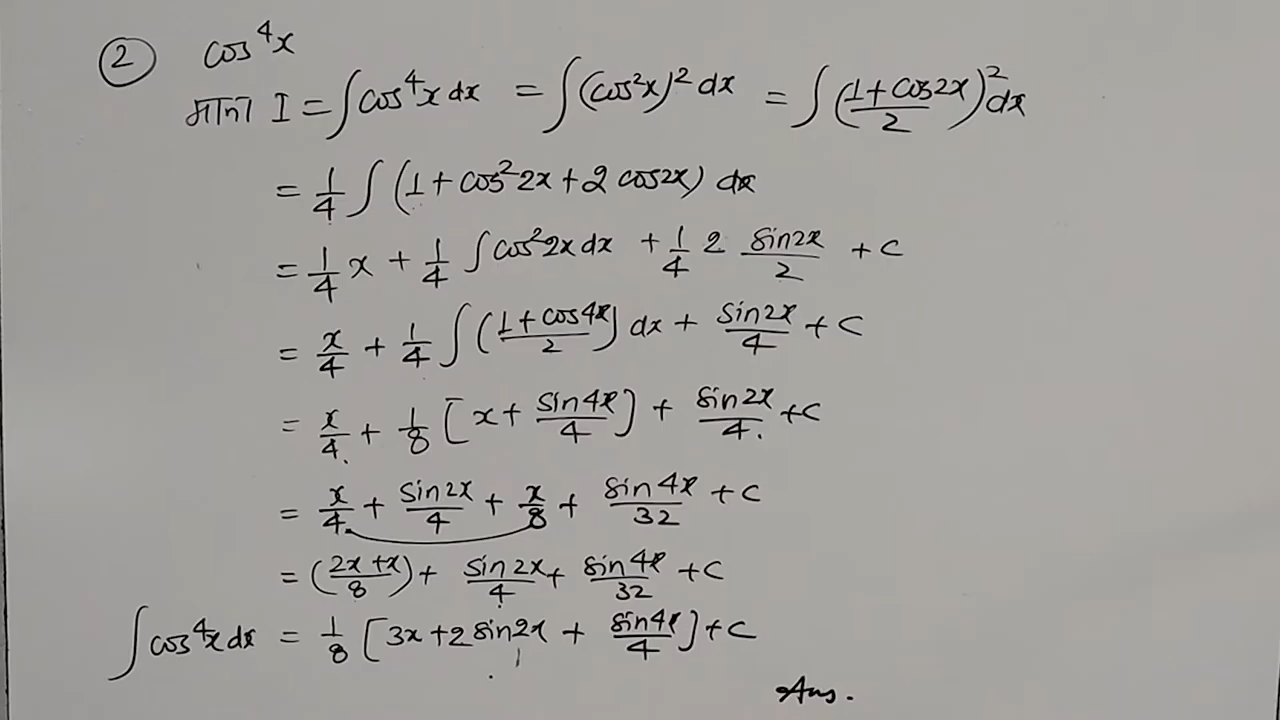 ② cos⁴x
माना I = ∫cos⁴x dx = ∫(cos²x)² dx = ∫((1+cos2x)/2)² dx
= 1/4 ∫ (1 + cos²2x + 2 cos2x) dx
= 1/4 x + 1/4 ∫cos²2x dx + 1/4 2 sin2x/2 + c
= x/4 + 1/4 ∫((1+cos4x)/2) dx + sin2x/4 + c
= x/4 + 1/8 [x + sin4x/4] + sin2x/4 + c
= x/4 + sin2x/4 + x/8 + sin4x/32 + c
= ((2x+x)/8) + sin2x/4 + sin4x/32 + c
∫cos⁴x dx = 1/8 [3x + 2 sin2x + sin4x/4] + c
Ans.